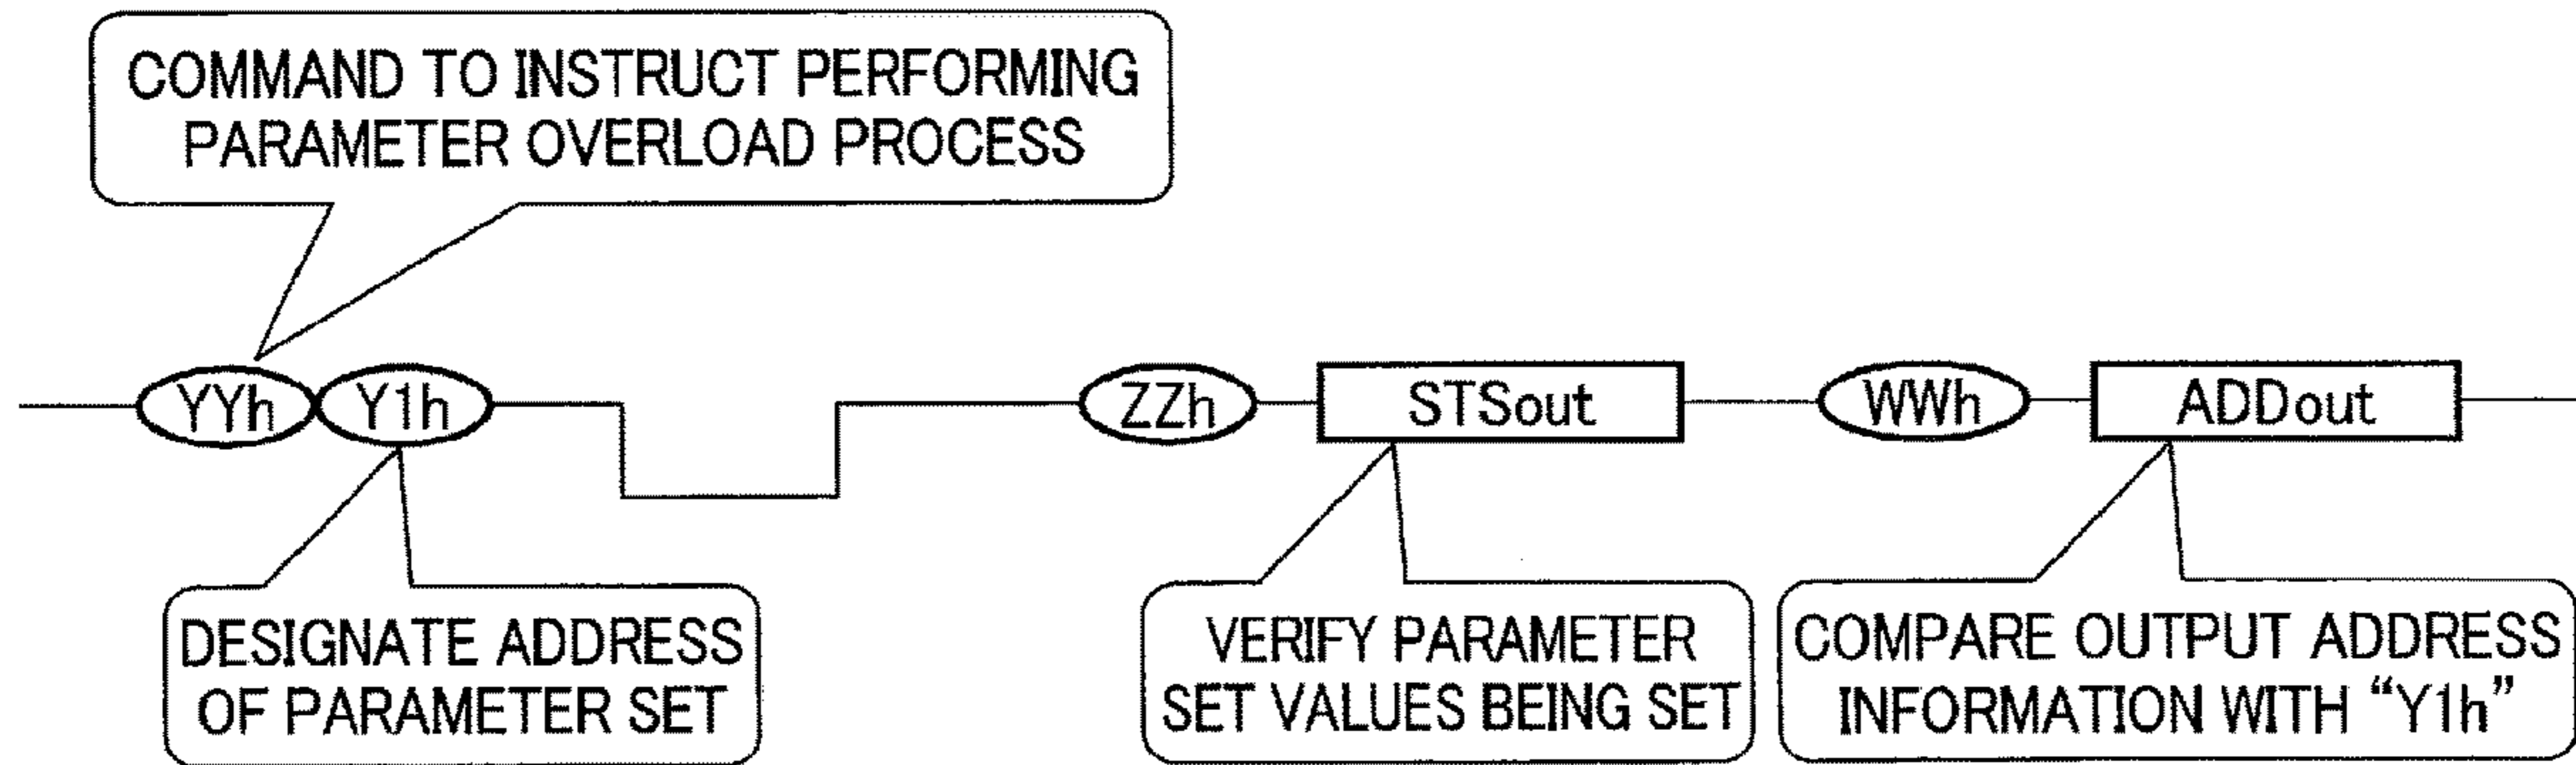 COMMAND TO INSTRUCT PERFORMING
PARAMETER OVERLOAD PROCESS
YYh Y1h ZZh STSout WWh ADDout
DESIGNATE ADDRESS
OF PARAMETER SET
VERIFY PARAMETER
SET VALUES BEING SET
COMPARE OUTPUT ADDRESS
INFORMATION WITH “Y1h”